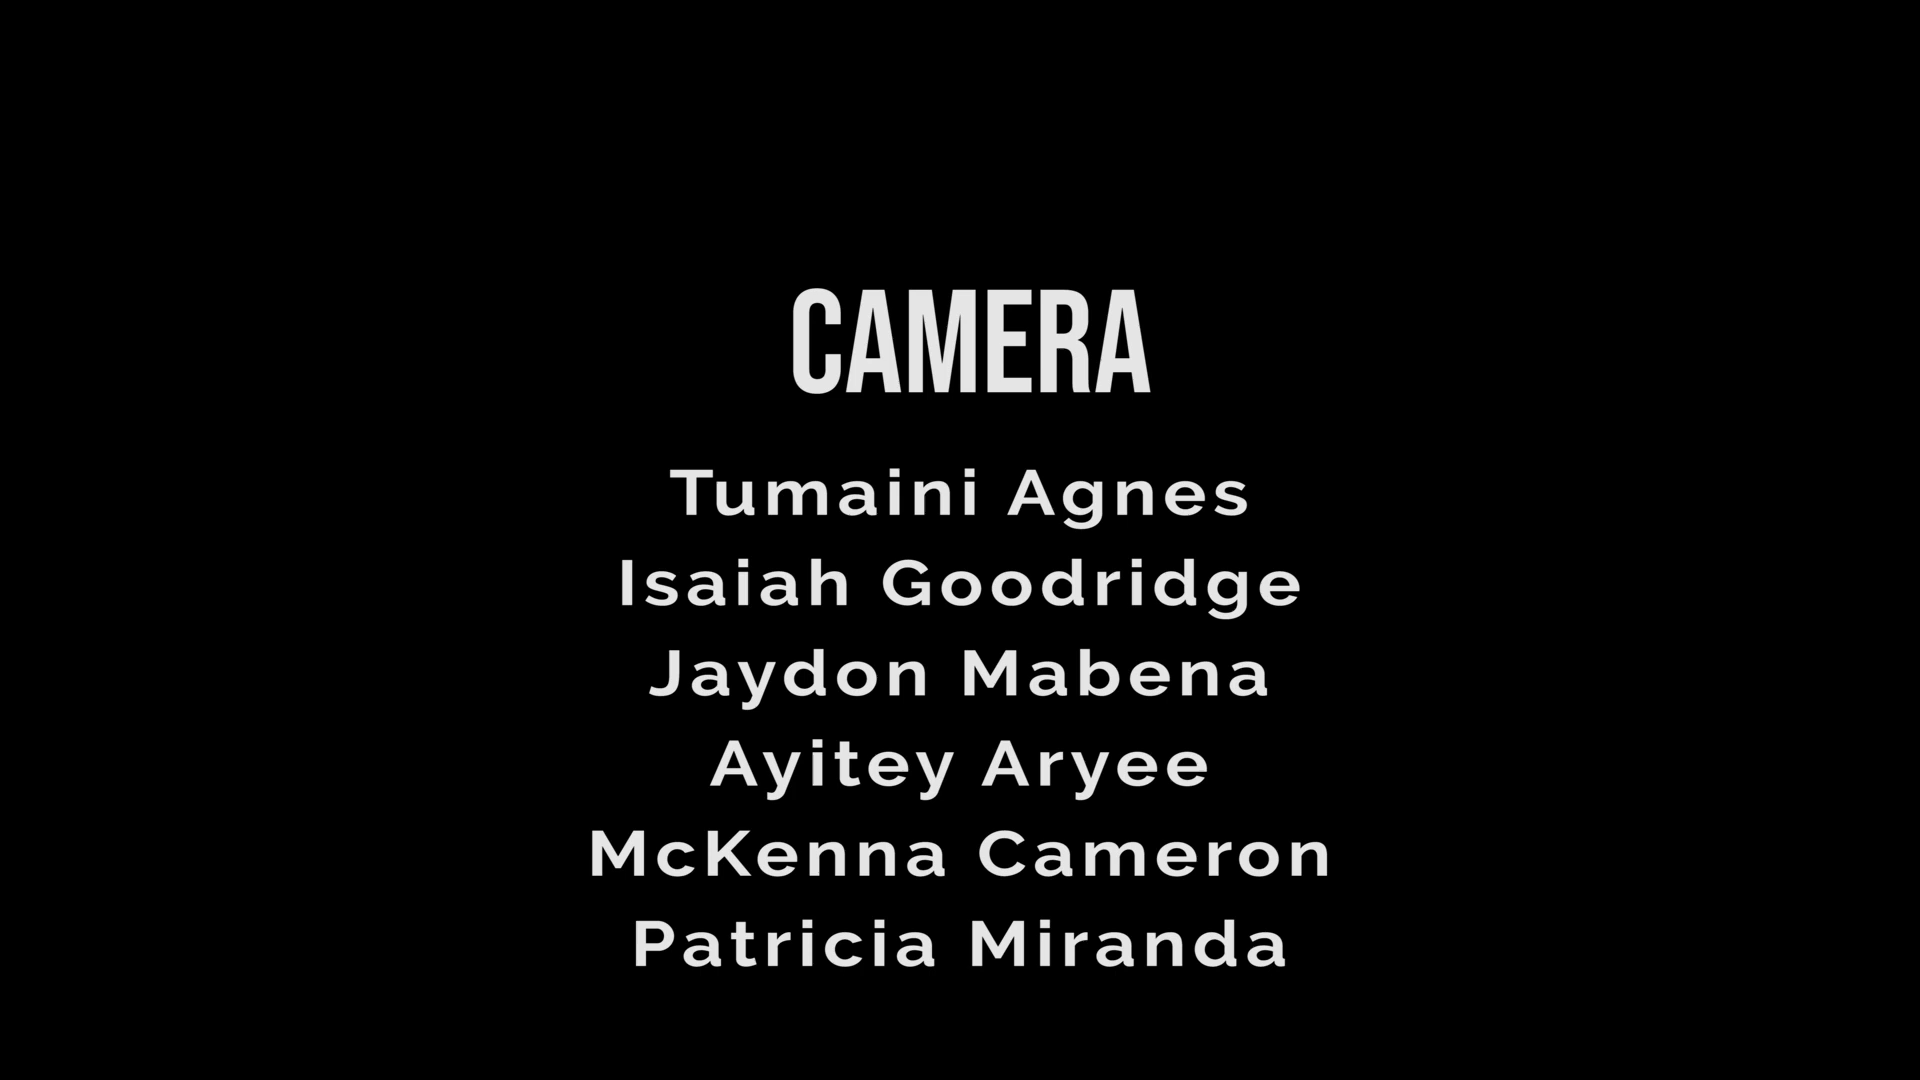 CAMERA
Tumaini Agnes
Isaiah Goodridge
Jaydon Mabena
Ayitey Aryee
McKenna Cameron
Patricia Miranda